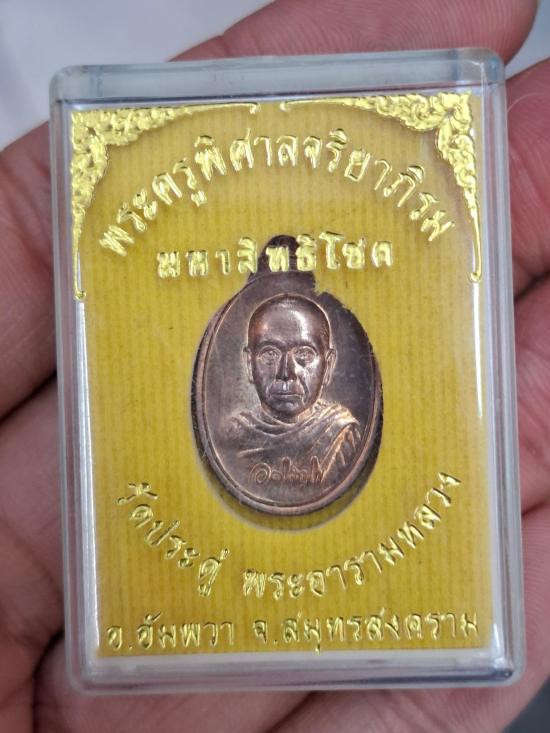 พระครูพิศาลจริยาภิรม
มหาสิทธิโชค
วัดประดู่ พระอารามหลวง
อ.อัมพวา จ.สมุทรสงคราม